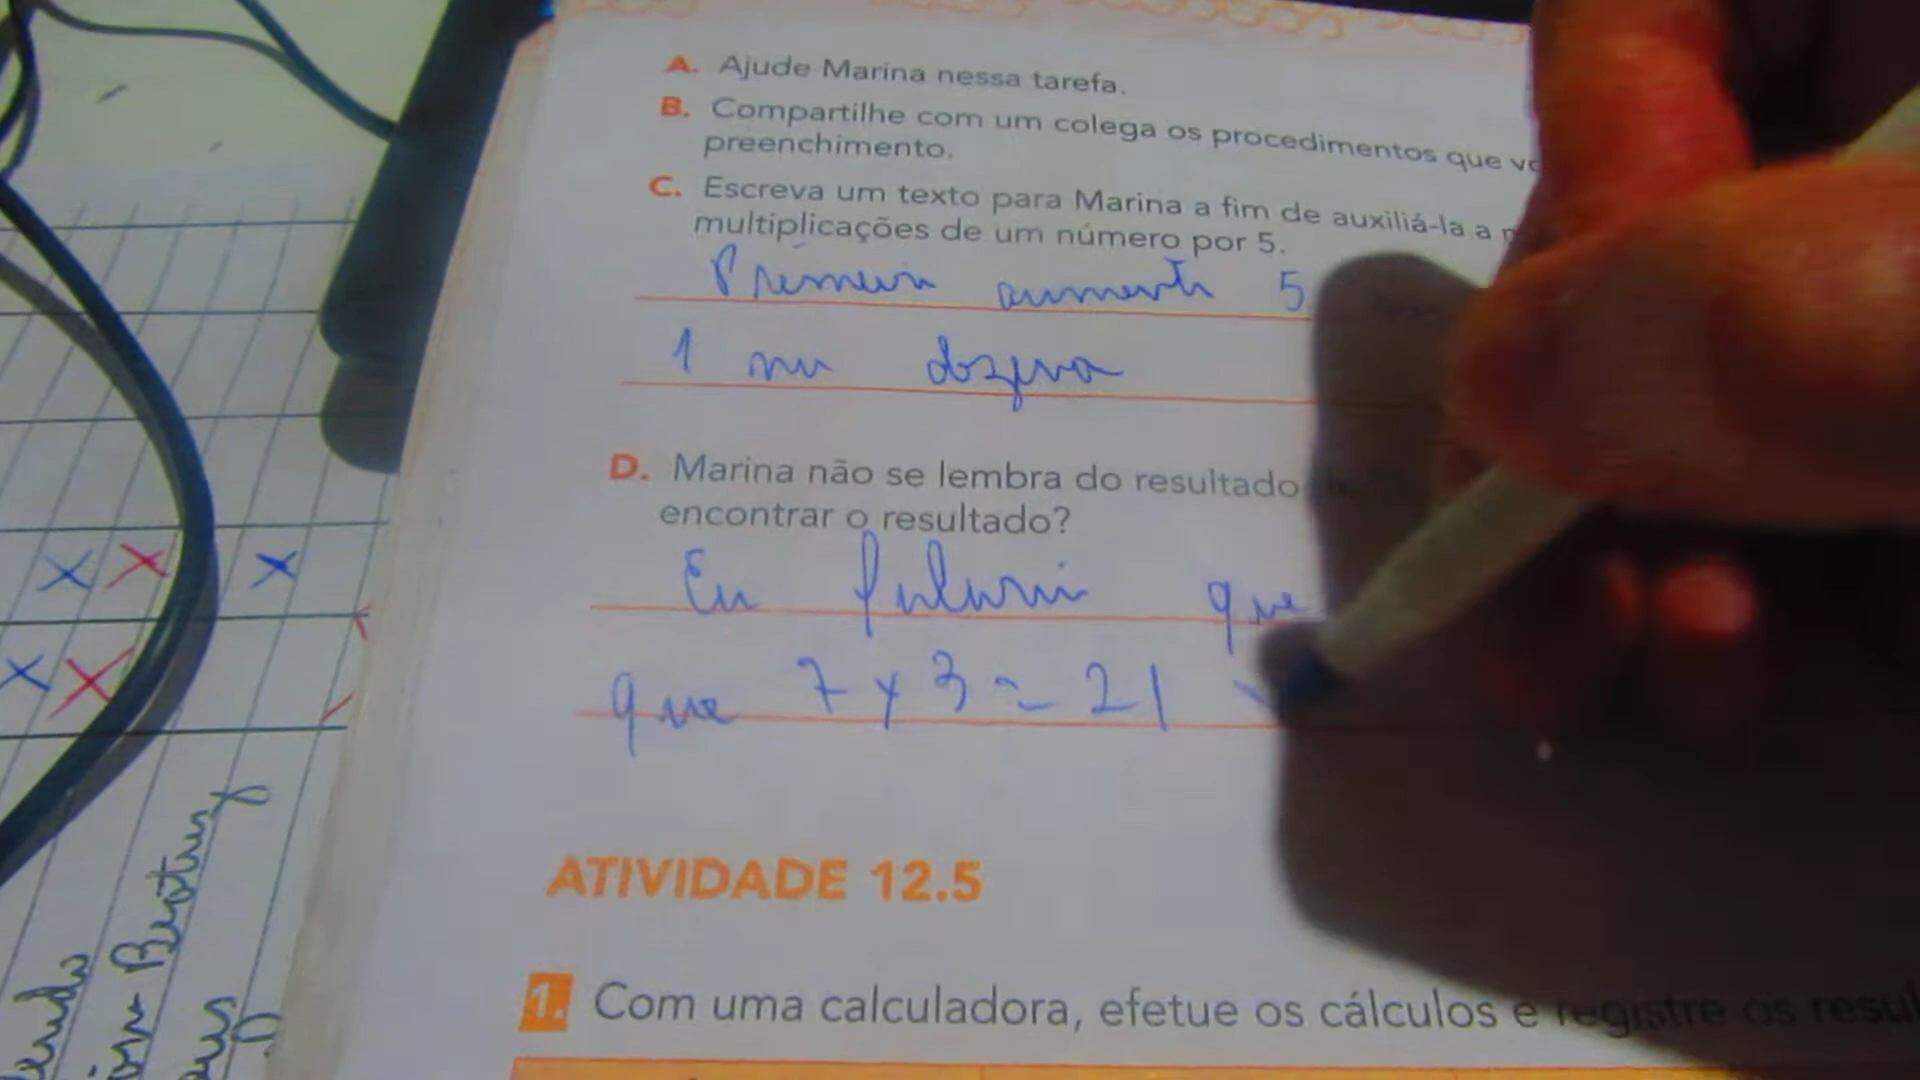 A. Ajude Marina nessa tarefa.
B. Compartilhe com um colega os procedimentos que
preenchimento.
C. Escreva um texto para Marina a fim de auxiliá-la a
multiplicações de um número por 5.
Primeiro aumenta 5
1 na dezena
D. Marina não se lembra do resultado
encontrar o resultado?
Eu que
que 7 x 3 = 21
ATIVIDADE 12.5
1. Com uma calculadora, efetue os cálculos e registre os